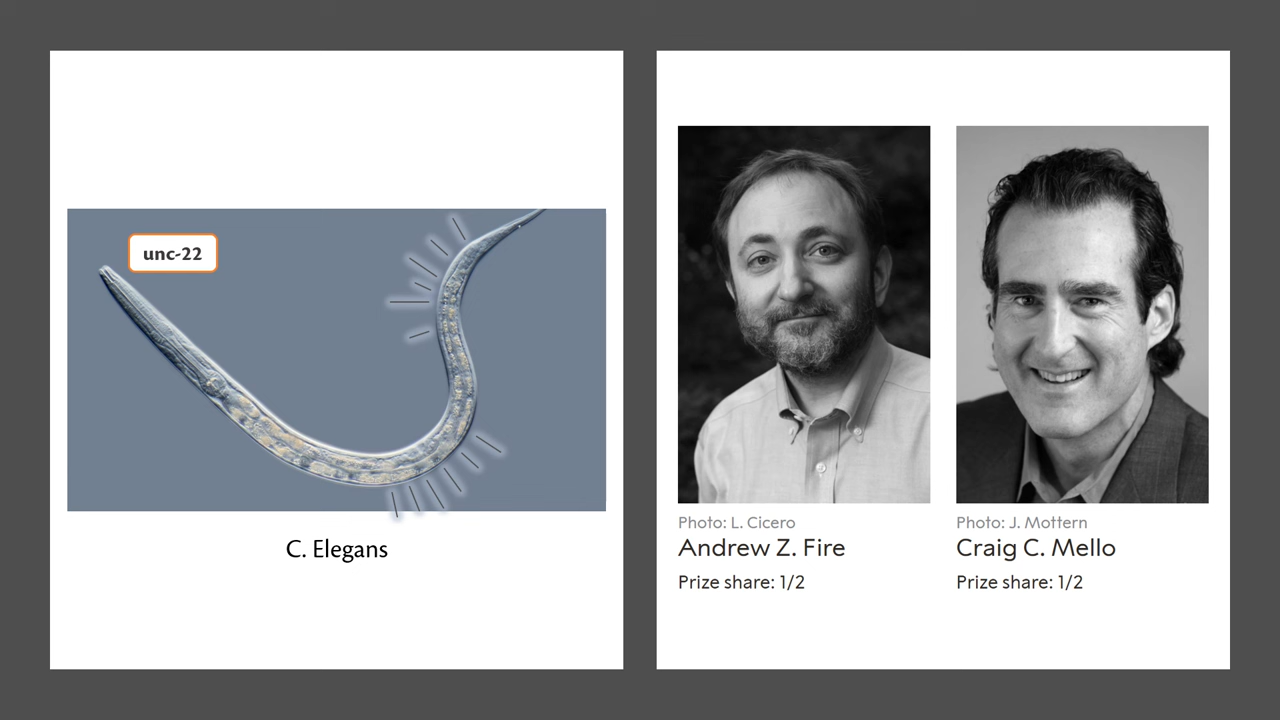 unc-22
C. Elegans
Photo: L. Cicero
Andrew Z. Fire
Prize share: 1/2
Photo: J. Mottern
Craig C. Mello
Prize share: 1/2